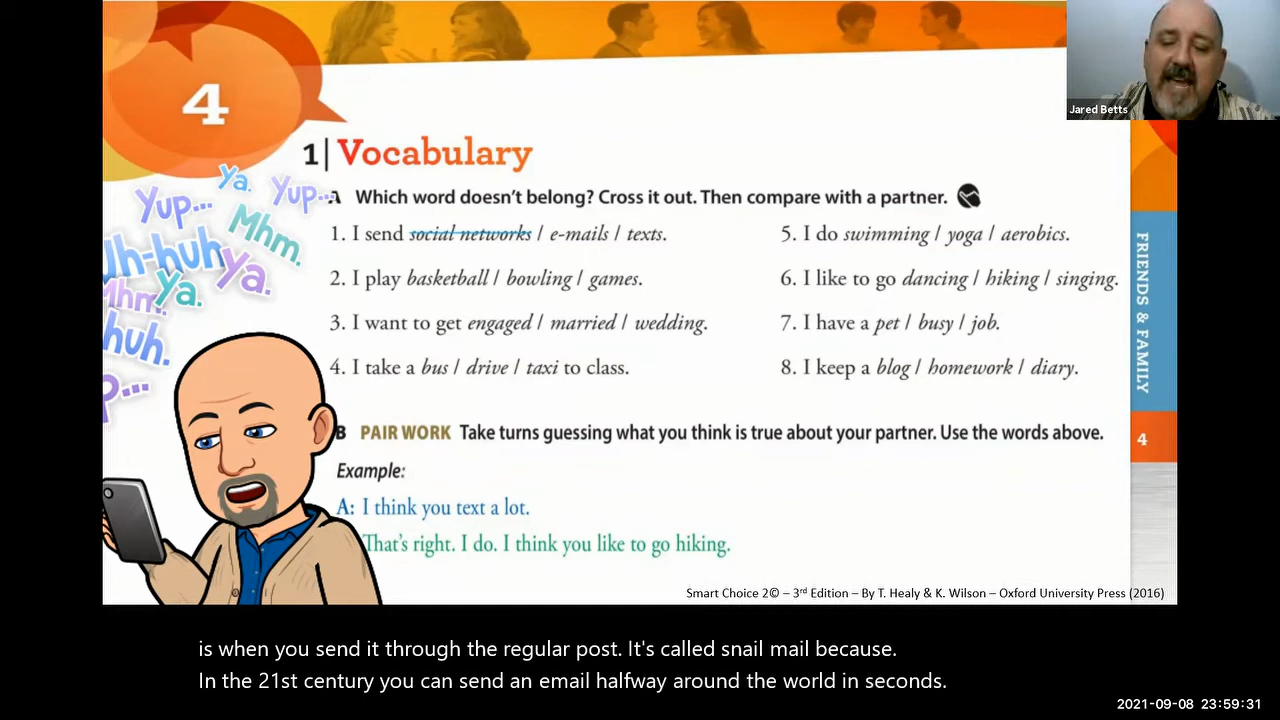 4
Jared Betts
1| Vocabulary
Ya.
Yup...
Yup...
A Which word doesn't belong? Cross it out. Then compare with a partner.
Mhm.
Uh-huh
Ya.
Mhm.
Ya.
huh.
1. I send social networks / e-mails / texts.
2. I play basketball / bowling / games.
3. I want to get engaged / married / wedding.
4. I take a bus / drive / taxi to class.
5. I do swimming / yoga / aerobics.
6. I like to go dancing / hiking / singing.
7. I have a pet / busy / job.
8. I keep a blog / homework / diary.
FRIENDS & FAMILY
4
B PAIR WORK Take turns guessing what you think is true about your partner. Use the words above.
Example:
A: I think you text a lot.
That's right. I do. I think you like to go hiking.
Smart Choice 2© – 3rd Edition – By T. Healy & K. Wilson – Oxford University Press (2016)
is when you send it through the regular post. It's called snail mail because.
In the 21st century you can send an email halfway around the world in seconds.
2021-09-08 23:59:31